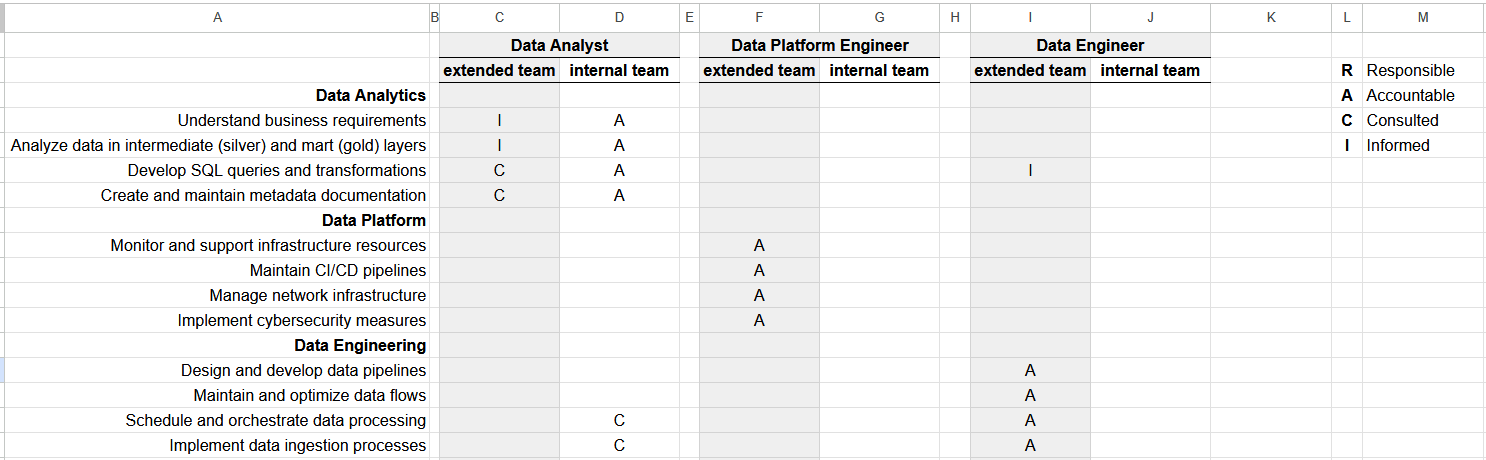 A B C D E F G H I J K L M
Data Analyst Data Platform Engineer Data Engineer
extended team internal team extended team internal team extended team internal team R Responsible
Data Analytics A Accountable
Understand business requirements I A C Consulted
Analyze data in intermediate (silver) and mart (gold) layers I A I Informed
Develop SQL queries and transformations C A I
Create and maintain metadata documentation C A
Data Platform
Monitor and support infrastructure resources A
Maintain CI/CD pipelines A
Manage network infrastructure A
Implement cybersecurity measures A
Data Engineering
Design and develop data pipelines A
Maintain and optimize data flows A
Schedule and orchestrate data processing C A
Implement data ingestion processes C A